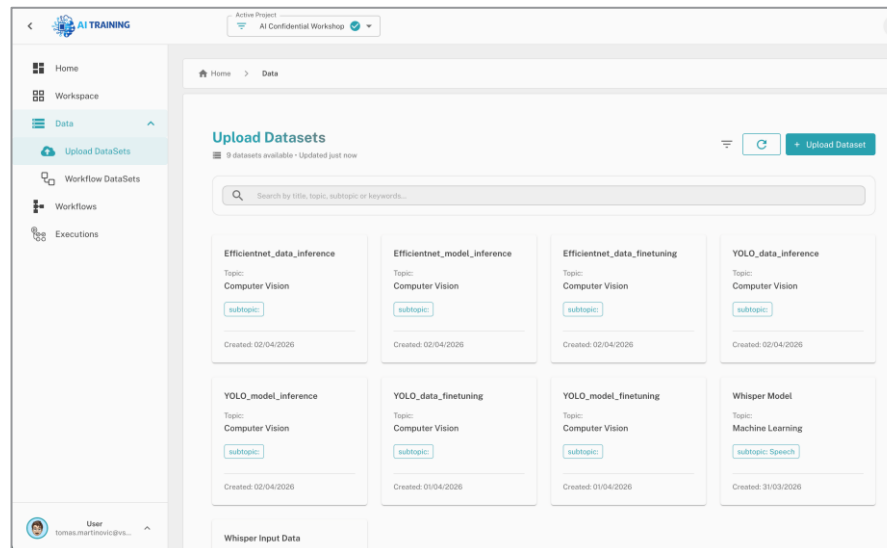 AI TRAINING
Active Project
AI Confidential Workshop
Home
Workspace
Data
Upload DataSets
Workflow DataSets
Workflows
Executions
User
tomas.martinovic@vs...
Home > Data
Upload Datasets
9 datasets available • Updated just now
+ Upload Dataset
Search by title, topic, subtopic or keywords...
Efficientnet_data_inference
Topic:
Computer Vision
subtopic:
Created: 02/04/2026
Efficientnet_model_inference
Topic:
Computer Vision
subtopic:
Created: 02/04/2026
Efficientnet_data_finetuning
Topic:
Computer Vision
subtopic:
Created: 02/04/2026
YOLO_data_inference
Topic:
Computer Vision
subtopic:
Created: 02/04/2026
YOLO_model_inference
Topic:
Computer Vision
subtopic:
Created: 02/04/2026
YOLO_data_finetuning
Topic:
Computer Vision
subtopic:
Created: 01/04/2026
YOLO_model_finetuning
Topic:
Computer Vision
subtopic:
Created: 01/04/2026
Whisper Model
Topic:
Machine Learning
subtopic: Speech
Created: 31/03/2026
Whisper Input Data